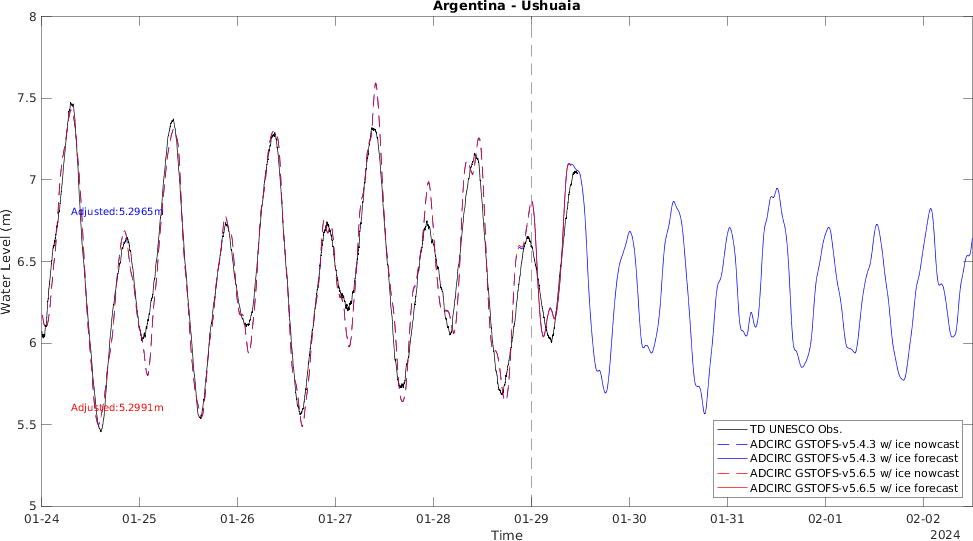 Argentina - Ushuaia
8
7.5
7
6.5
6
5.5
5
Water Level (m)
Adjusted:5.2965m
Adjusted:5.2991m
TD UNESCO Obs.
ADCIRC GSTOFS-v5.4.3 w/ ice nowcast
ADCIRC GSTOFS-v5.4.3 w/ ice forecast
ADCIRC GSTOFS-v5.6.5 w/ ice nowcast
ADCIRC GSTOFS-v5.6.5 w/ ice forecast
01-24 01-25 01-26 01-27 01-28 01-29 01-30 01-31 02-01 02-02
Time
2024